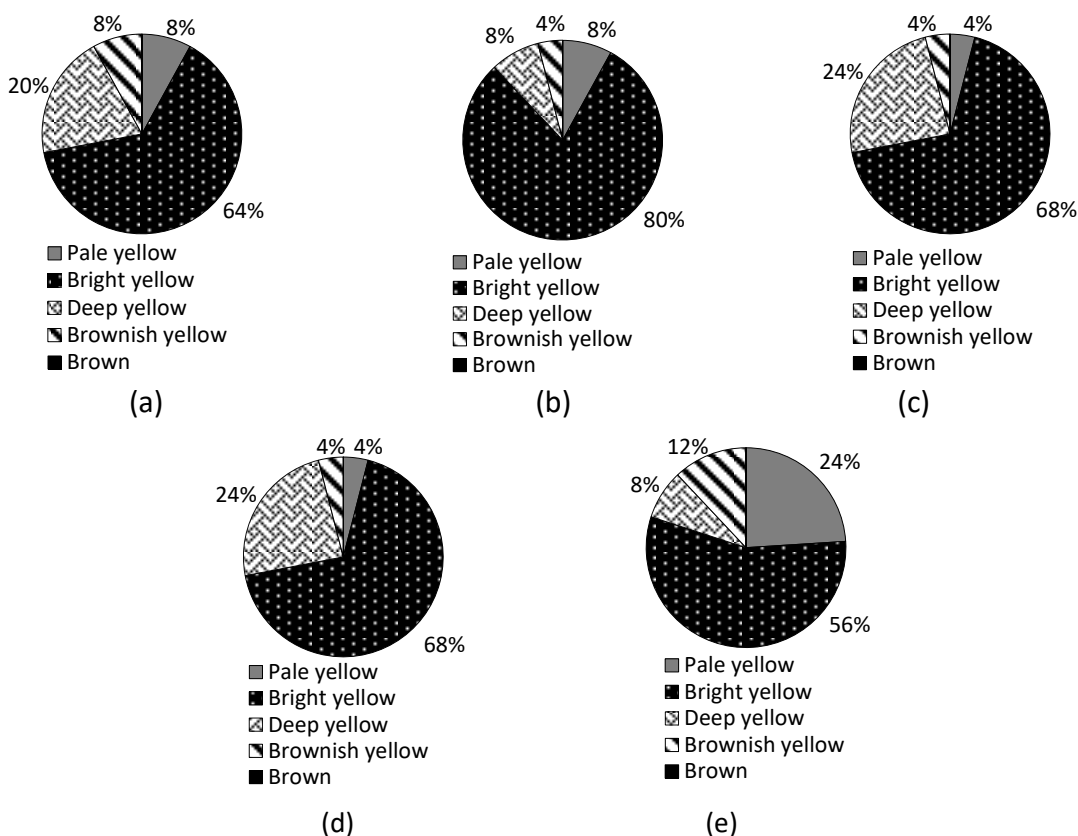 8% 8%
20%
64%
Pale yellow
Bright yellow
Deep yellow
Brownish yellow
Brown
(a)
4%
8% 8%
80%
Pale yellow
Bright yellow
Deep yellow
Brownish yellow
Brown
(b)
4% 4%
24%
68%
Pale yellow
Bright yellow
Deep yellow
Brownish yellow
Brown
(c)
4% 4%
24%
68%
Pale yellow
Bright yellow
Deep yellow
Brownish yellow
Brown
(d)
12% 24%
8%
56%
Pale yellow
Bright yellow
Deep yellow
Brownish yellow
Brown
(e)